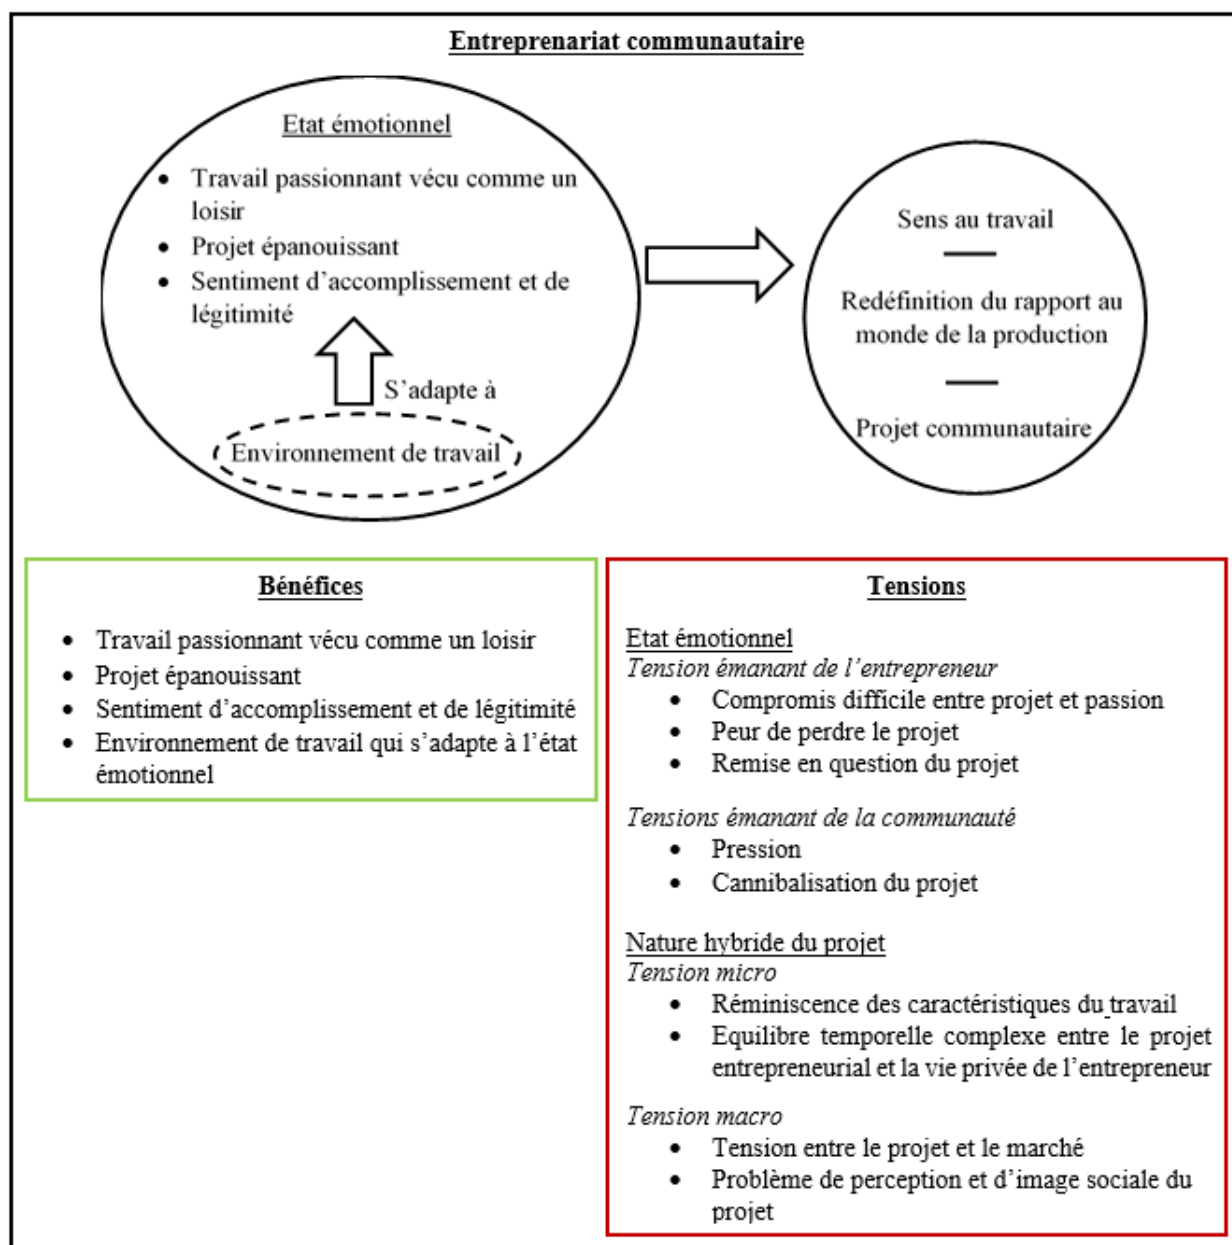 Entreprenariat communautaire
Etat émotionnel
• Travail passionnant vécu comme un
loisir
• Projet épanouissant
• Sentiment d’accomplissement et de
légitimité
S’adapte à
Environnement de travail
Sens au travail
Redéfinition du rapport au
monde de la production
Projet communautaire
Bénéfices
• Travail passionnant vécu comme un loisir
• Projet épanouissant
• Sentiment d’accomplissement et de légitimité
• Environnement de travail qui s’adapte à l’état
émotionnel
Tensions
Etat émotionnel
Tension émanant de l’entrepreneur
• Compromis difficile entre projet et passion
• Peur de perdre le projet
• Remise en question du projet
Tensions émanant de la communauté
• Pression
• Cannibalisation du projet
Nature hybride du projet
Tension micro
• Réminiscence des caractéristiques du travail
• Equilibre temporelle complexe entre le projet
entrepreneurial et la vie privée de l’entrepreneur
Tension macro
• Tension entre le projet et le marché
• Problème de perception et d’image sociale du
projet